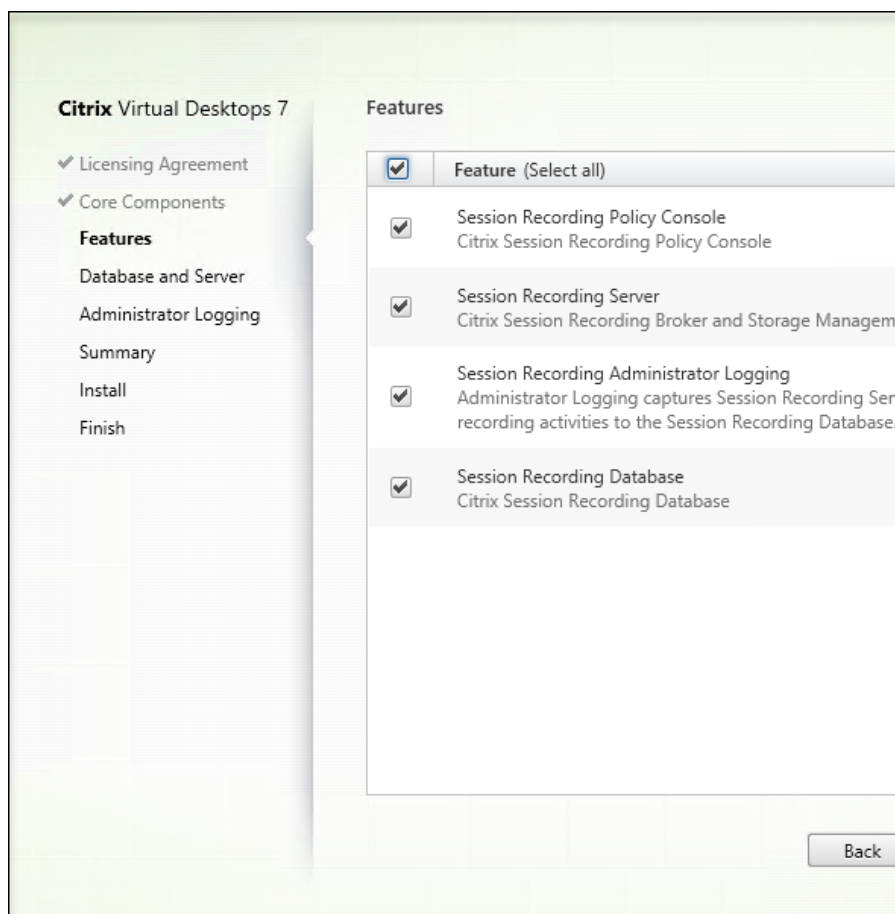 Citrix Virtual Desktops 7
Licensing Agreement
Core Components
Features
Database and Server
Administrator Logging
Summary
Install
Finish
Features
Feature (Select all)
Session Recording Policy Console
Citrix Session Recording Policy Console
Session Recording Server
Citrix Session Recording Broker and Storage Managem
Session Recording Administrator Logging
Administrator Logging captures Session Recording Ser
recording activities to the Session Recording Database.
Session Recording Database
Citrix Session Recording Database
Back